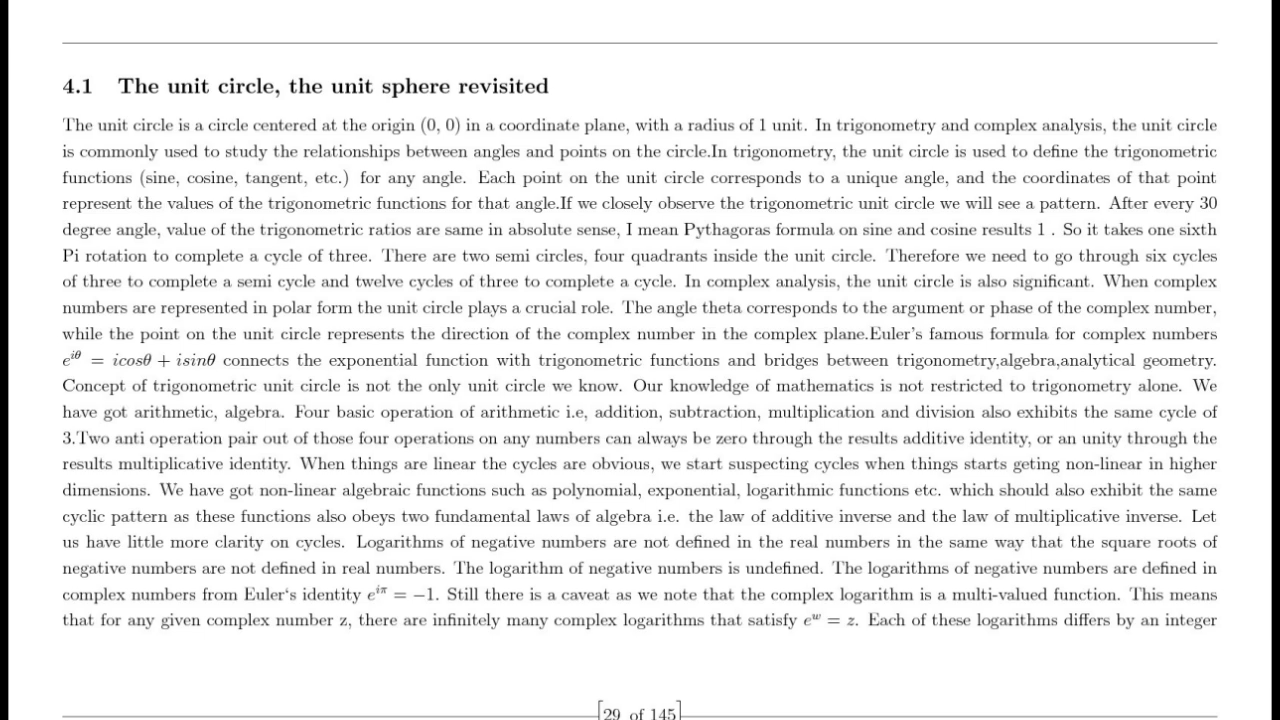 4.1 The unit circle, the unit sphere revisited
The unit circle is a circle centered at the origin (0, 0) in a coordinate plane, with a radius of 1 unit. In trigonometry and complex analysis, the unit circle
is commonly used to study the relationships between angles and points on the circle.In trigonometry, the unit circle is used to define the trigonometric
functions (sine, cosine, tangent, etc.) for any angle. Each point on the unit circle corresponds to a unique angle, and the coordinates of that point
represent the values of the trigonometric functions for that angle.If we closely observe the trigonometric unit circle we will see a pattern. After every 30
degree angle, value of the trigonometric ratios are same in absolute sense, I mean Pythagoras formula on sine and cosine results 1 . So it takes one sixth
Pi rotation to complete a cycle of three. There are two semi circles, four quadrants inside the unit circle. Therefore we need to go through six cycles
of three to complete a semi cycle and twelve cycles of three to complete a cycle. In complex analysis, the unit circle is also significant. When complex
numbers are represented in polar form the unit circle plays a crucial role. The angle theta corresponds to the argument or phase of the complex number,
while the point on the unit circle represents the direction of the complex number in the complex plane.Euler's famous formula for complex numbers
e^{iθ} = icosθ + isinθ connects the exponential function with trigonometric functions and bridges between trigonometry,algebra,analytical geometry.
Concept of trigonometric unit circle is not the only unit circle we know. Our knowledge of mathematics is not restricted to trigonometry alone. We
have got arithmetic, algebra. Four basic operation of arithmetic i.e, addition, subtraction, multiplication and division also exhibits the same cycle of
3.Two anti operation pair out of those four operations on any numbers can always be zero through the results additive identity, or an unity through the
results multiplicative identity. When things are linear the cycles are obvious, we start suspecting cycles when things starts geting non-linear in higher
dimensions. We have got non-linear algebraic functions such as polynomial, exponential, logarithmic functions etc. which should also exhibit the same
cyclic pattern as these functions also obeys two fundamental laws of algebra i.e. the law of additive inverse and the law of multiplicative inverse. Let
us have little more clarity on cycles. Logarithms of negative numbers are not defined in the real numbers in the same way that the square roots of
negative numbers are not defined in real numbers. The logarithm of negative numbers is undefined. The logarithms of negative numbers are defined in
complex numbers from Euler‘s identity e^{iπ} = −1. Still there is a caveat as we note that the complex logarithm is a multi-valued function. This means
that for any given complex number z, there are infinitely many complex logarithms that satisfy e^w = z. Each of these logarithms differs by an integer
[29 of 145]